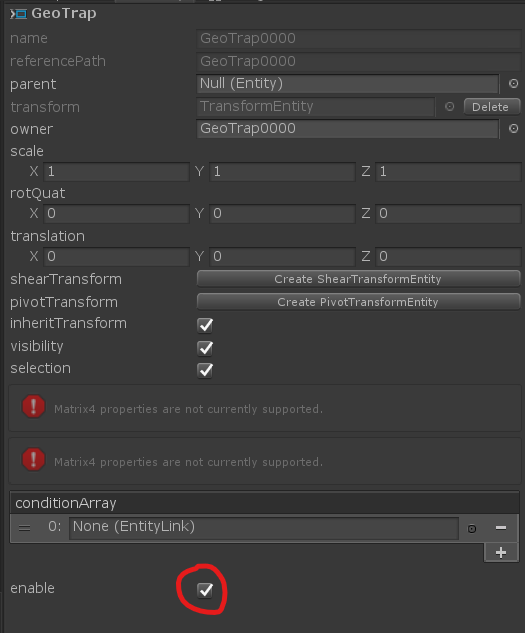 GeoTrap
name GeoTrap0000
referencePath GeoTrap0000
parent Null (Entity)
transform TransformEntity Delete
owner GeoTrap0000
scale
X 1 Y 1 Z 1
rotQuat
X 0 Y 0 Z 0
translation
X 0 Y 0 Z 0
shearTransform Create ShearTransformEntity
pivotTransform Create PivotTransformEntity
inheritTransform
visibility
selection
Matrix4 properties are not currently supported.
Matrix4 properties are not currently supported.
conditionArray
0: None (EntityLink)
enable